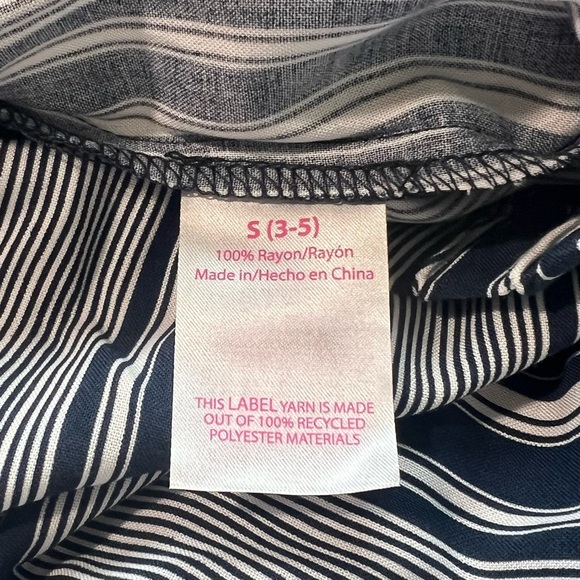 S (3-5)
100% Rayon/Rayón
Made in/Hecho en China
THIS LABEL YARN IS MADE
OUT OF 100% RECYCLED
POLYESTER MATERIALS